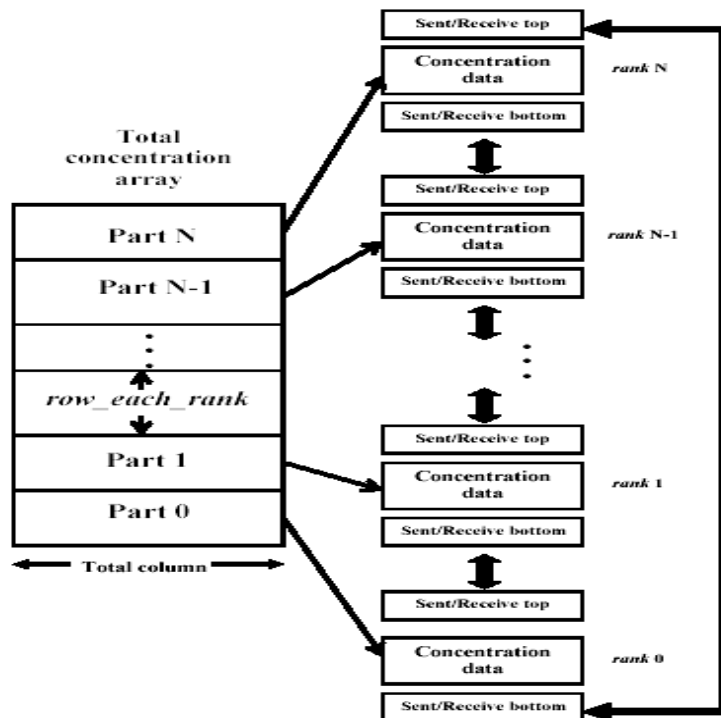 Total
concentration
array
Part N
Part N-1
row_each_rank
Part 1
Part 0
Total column
Sent/Receive top
Concentration
data
rank N
Sent/Receive bottom
Sent/Receive top
Concentration
data
rank N-1
Sent/Receive bottom
Sent/Receive top
Concentration
data
rank 1
Sent/Receive bottom
Sent/Receive top
Concentration
data
rank 0
Sent/Receive bottom